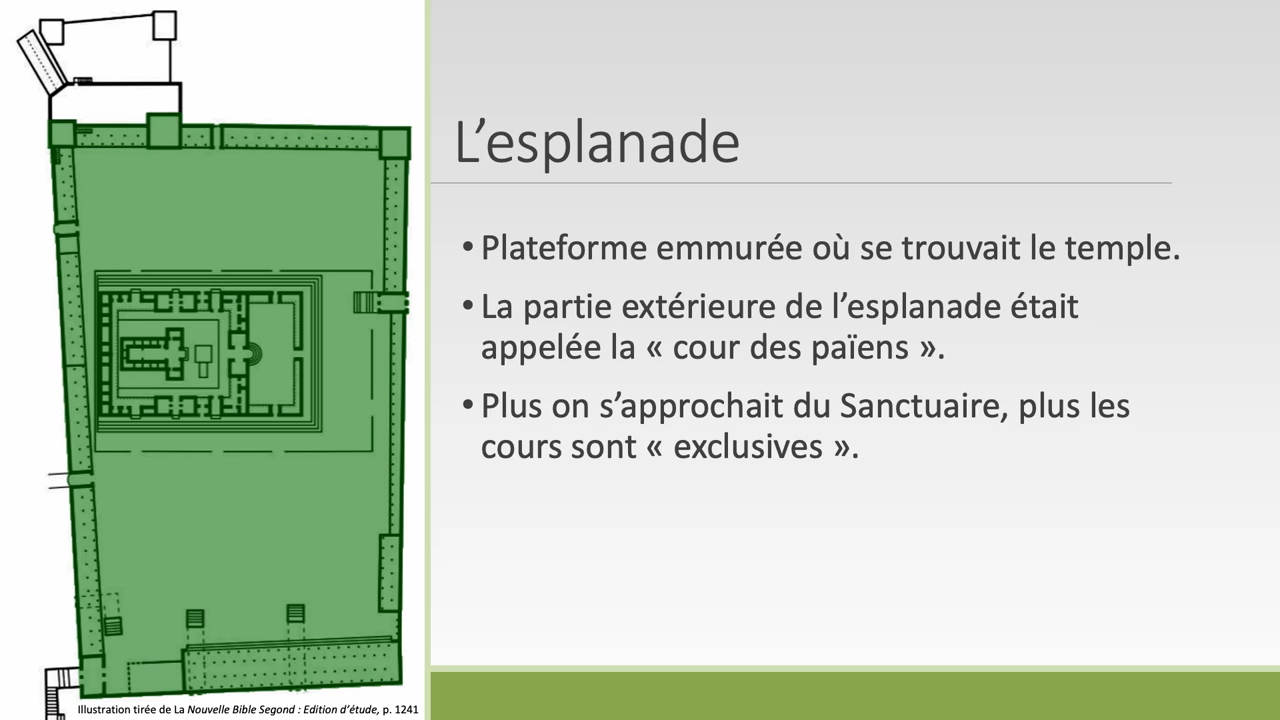 L’esplanade
• Plateforme emmurée où se trouvait le temple.
• La partie extérieure de l’esplanade était
appelée la « cour des païens ».
• Plus on s’approchait du Sanctuaire, plus les
cours sont « exclusives ».
Illustration tirée de La Nouvelle Bible Segond : Edition d’étude, p. 1241